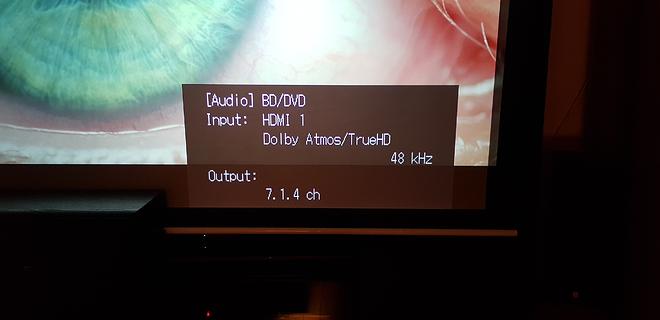 [Audio] BD/DVD
Input: HDMI 1
Dolby Atmos/TrueHD
48 kHz
Output:
7.1.4 ch